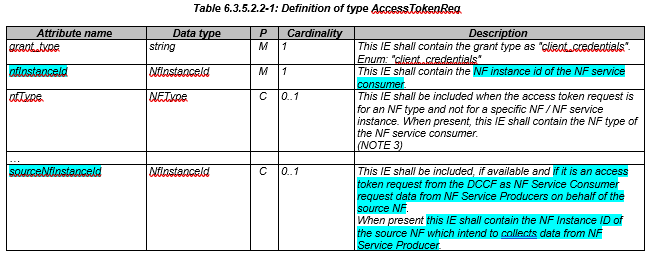 Table 6.3.5.2.2-1: Definition of type AccessTokenReq
Attribute name Data type P Cardinality Description
grant_type string M 1 This IE shall contain the grant type as "client_credentials".
Enum: "client_credentials"
nfInstanceId NfInstanceId M 1 This IE shall contain the NF instance id of the NF service
consumer.
nfType NFType C 0..1 This IE shall be included when the access token request is
for an NF type and not for a specific NF / NF service
instance. When present, this IE shall contain the NF type of
the NF service consumer.
(NOTE 3)
...
sourceNfInstanceId NfInstanceId C 0..1 This IE shall be included, if available and if it is an access
token request from the DCCF as NF Service Consumer
request data from NF Service Producers on behalf of the
source NF.
When present this IE shall contain the NF Instance ID of
the source NF which intend to collects data from NF
Service Producer.